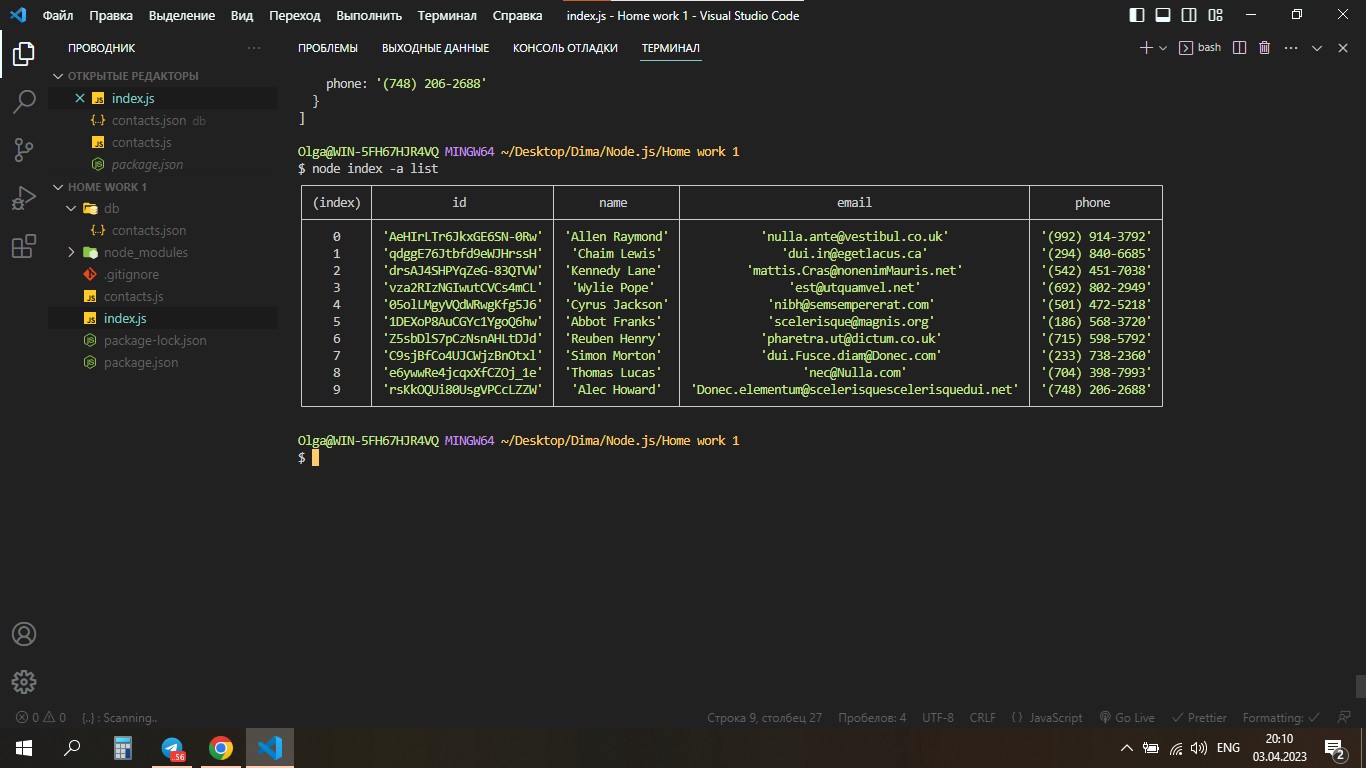 Файл Правка Выделение Вид Переход Выполнить Терминал Справка index.js - Home work 1 - Visual Studio Code
ПРОВОДНИК
ОТКРЫТЫЕ РЕДАКТОРЫ
index.js
contacts.json db
contacts.js
package.json
HOME WORK 1
db
contacts.json
node_modules
.gitignore
contacts.js
index.js
package-lock.json
package.json
ПРОБЛЕМЫ ВЫХОДНЫЕ ДАННЫЕ КОНСОЛЬ ОТЛАДКИ ТЕРМИНАЛ bash
phone: '(748) 206-2688'
}
]
Olga@WIN-5FH67HJR4VQ MINGW64 ~/Desktop/Dima/Node.js/Home work 1
$ node index -a list
(index) id name email phone
0 'AeHIrLTr6JkxGE6SN-0Rw' 'Allen Raymond' 'nulla.ante@vestibul.co.uk' '(992) 914-3792'
1 'qdggE76Jtbfd9eWJHrssH' 'Chaim Lewis' 'dui.in@egetlacus.ca' '(294) 840-6685'
2 'drsAJ4SHPYqZeG-83QTVW' 'Kennedy Lane' 'mattis.Cras@nonenimMauris.net' '(542) 451-7038'
3 'vza2RIzNGIwutCVCs4mCL' 'Wylie Pope' 'est@utquamvel.net' '(692) 802-2949'
4 '05olLMgyVQdWRwgKfg5J6' 'Cyrus Jackson' 'nibh@semsempererat.com' '(501) 472-5218'
5 '1DEXoP8AuCGYc1YgoQ6hw' 'Abbot Franks' 'scelerisque@magnis.org' '(186) 568-3720'
6 'Z5sbDlS7pCzNsnAHLtDJd' 'Reuben Henry' 'pharetra.ut@dictum.co.uk' '(715) 598-5792'
7 'C9sjBfCo4UJCWjzBnOtxl' 'Simon Morton' 'dui.Fusce.diam@Donec.com' '(233) 738-2360'
8 'e6ywwRe4jcqxXfCZOj_1e' 'Thomas Lucas' 'nec@Nulla.com' '(704) 398-7993'
9 'rsKkOQUi80UsgVPCcLZZW' 'Alec Howard' 'Donec.elementum@scelerisquescelerisquedui.net' '(748) 206-2688'
Olga@WIN-5FH67HJR4VQ MINGW64 ~/Desktop/Dima/Node.js/Home work 1
$
0 0 {..} : Scanning.. Строка 9, столбец 27 Пробелов: 4 UTF-8 CRLF JavaScript Go Live Prettier Formatting:
56 ENG 20:10
03.04.2023 2